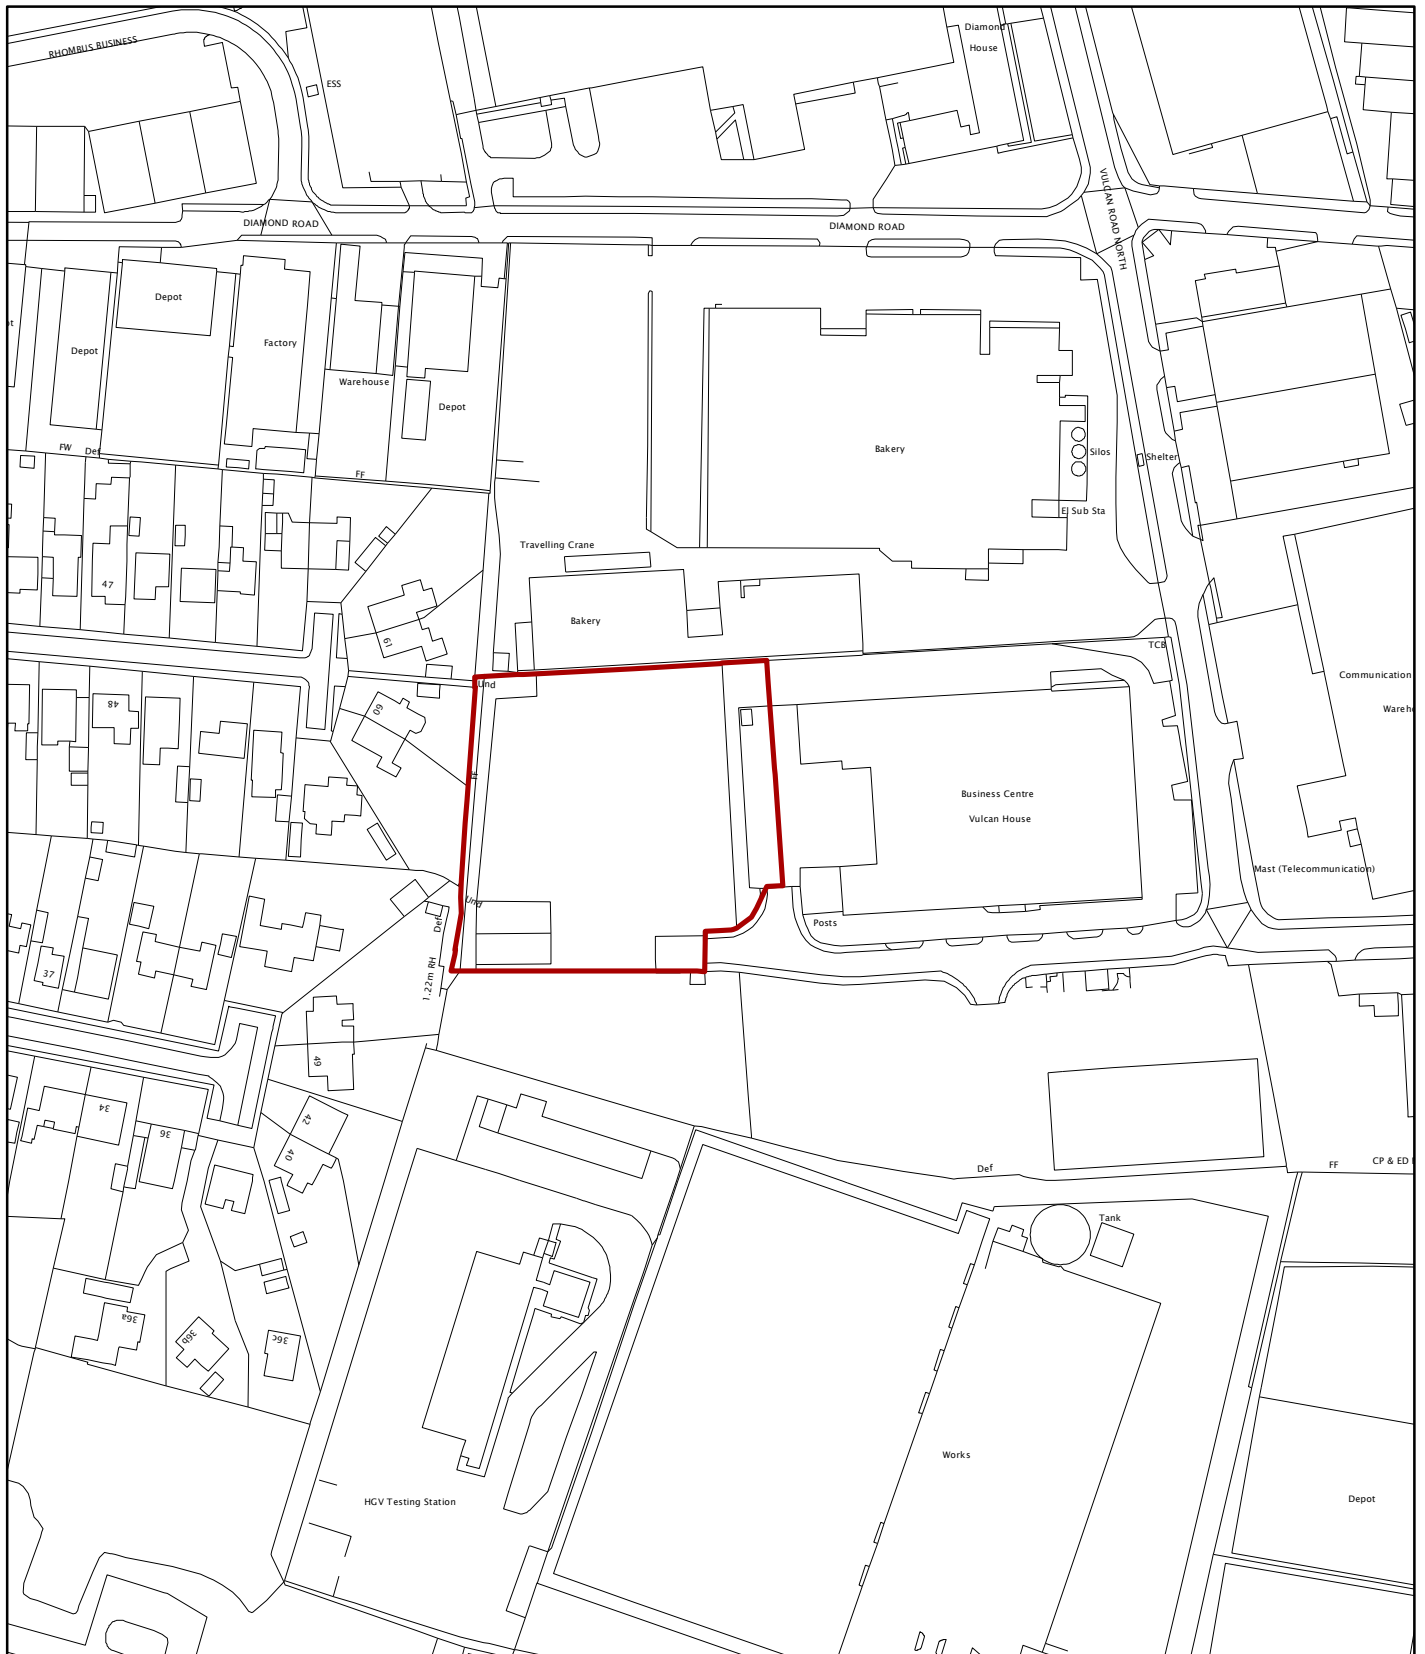 RHOMBUS BUSINESS
ESS
Diamond
House
DIAMOND ROAD
DIAMOND ROAD
VULCAN ROAD NORTH
Depot
Depot
Factory
Warehouse
Depot
Bakery
Silos
Shelter
FW
Def
FF
El Sub Sta
Travelling Crane
47
Bakery
61
TCB
Und
Communication
48
60
FF
Business Centre
Vulcan House
Mast (Telecommunication)
Und
Def
Posts
37
1.22m RH
49
34
36
42
40
Def
FF
CP & ED
Tank
36a
36b
36c
Works
HGV Testing Station
Depot